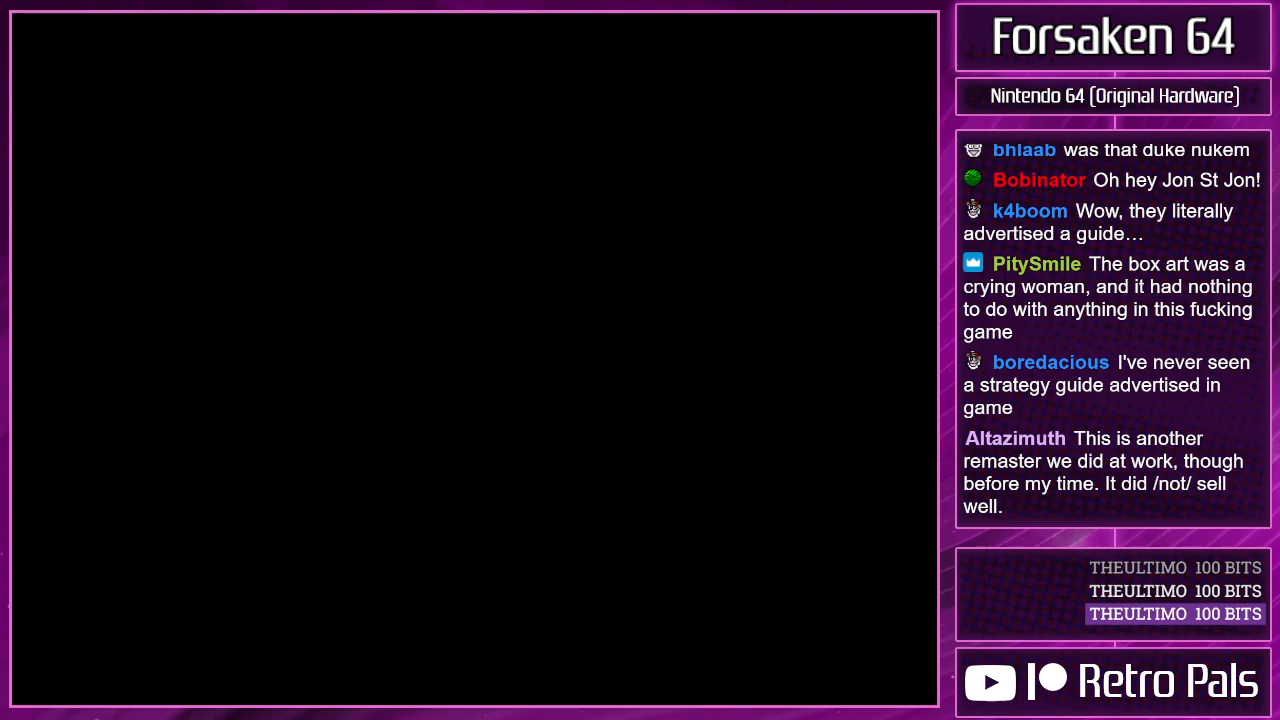 Forsaken 64
Nintendo 64 (Original Hardware)
bhlaab was that duke nukem
Bobinator Oh hey Jon St Jon!
k4boom Wow, they literally
advertised a guide…
PitySmile The box art was a
crying woman, and it had nothing
to do with anything in this fucking
game
boredacious I've never seen
a strategy guide advertised in
game
Altazimuth This is another
remaster we did at work, though
before my time. It did /not/ sell
well.
THEULTIMO 100 BITS
THEULTIMO 100 BITS
THEULTIMO 100 BITS
Retro Pals